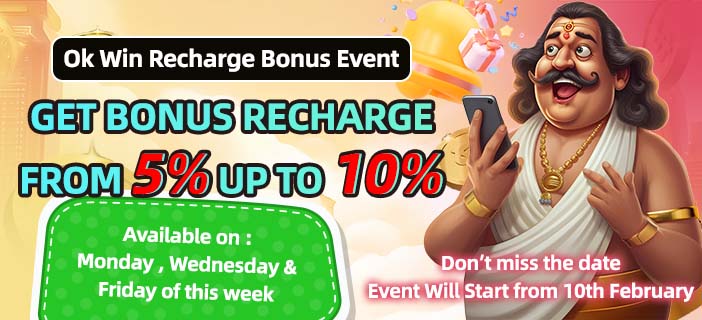 Ok Win Recharge Bonus Event
GET BONUS RECHARGE
FROM 5% UP TO 10%
Available on :
Monday , Wednesday &
Friday of this week
Don't miss the date
Event Will Start from 10th February